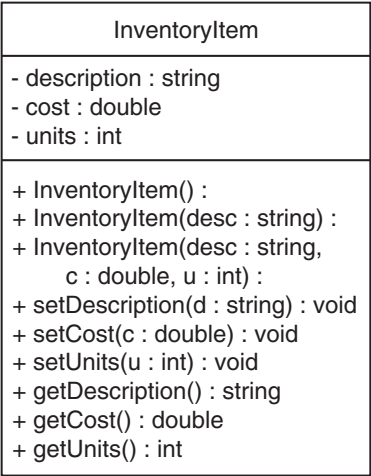 InventoryItem
- description : string
- cost : double
- units : int
+ InventoryItem() :
+ InventoryItem(desc : string) :
+ InventoryItem(desc : string,
c : double, u : int) :
+ setDescription(d : string) : void
+ setCost(c : double) : void
+ setUnits(u : int) : void
+ getDescription() : string
+ getCost() : double
+ getUnits() : int